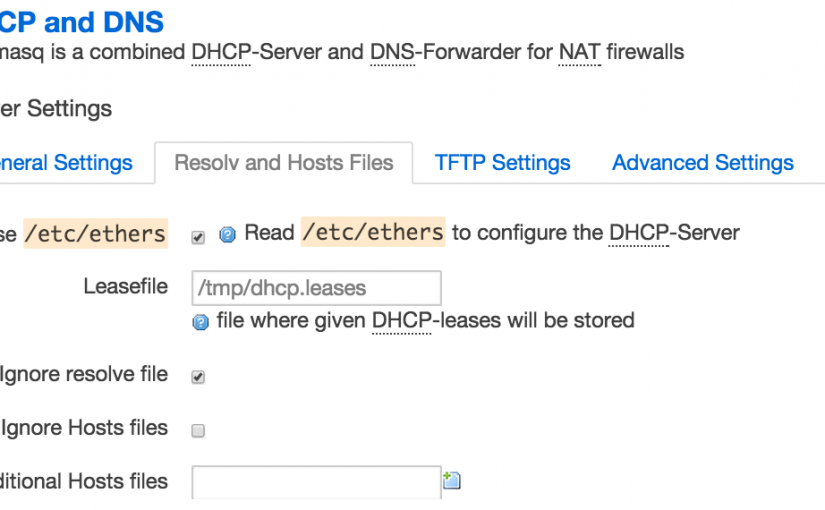 CP and DNS
masq is a combined DHCP-Server and DNS-Forwarder for NAT firewalls
er Settings
eneral Settings Resolv and Hosts Files TFTP Settings Advanced Settings
se /etc/ethers Read /etc/ethers to configure the DHCP-Server
Leasefile /tmp/dhcp.leases
file where given DHCP-leases will be stored
Ignore resolve file
Ignore Hosts files
ditional Hosts files